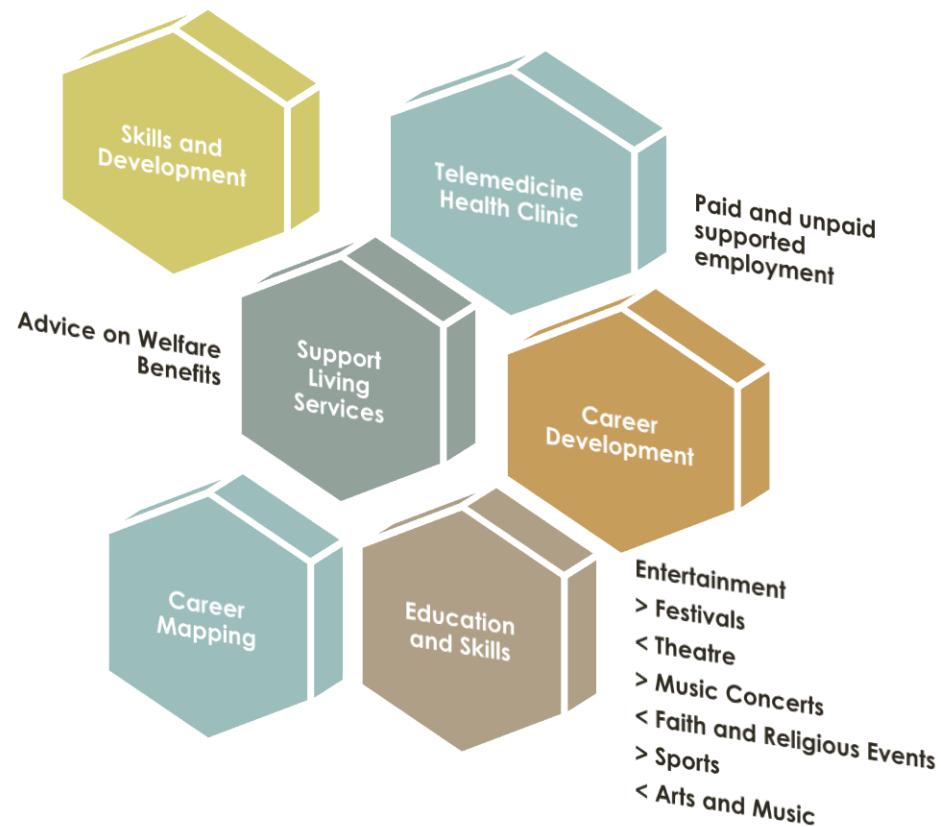 Skills and
Development
Telemedicine
Health Clinic
Paid and unpaid
supported
employment
Advice on Welfare
Benefits
Support
Living
Services
Career
Development
Career
Mapping
Education
and Skills
Entertainment
> Festivals
< Theatre
> Music Concerts
< Faith and Religious Events
> Sports
< Arts and Music